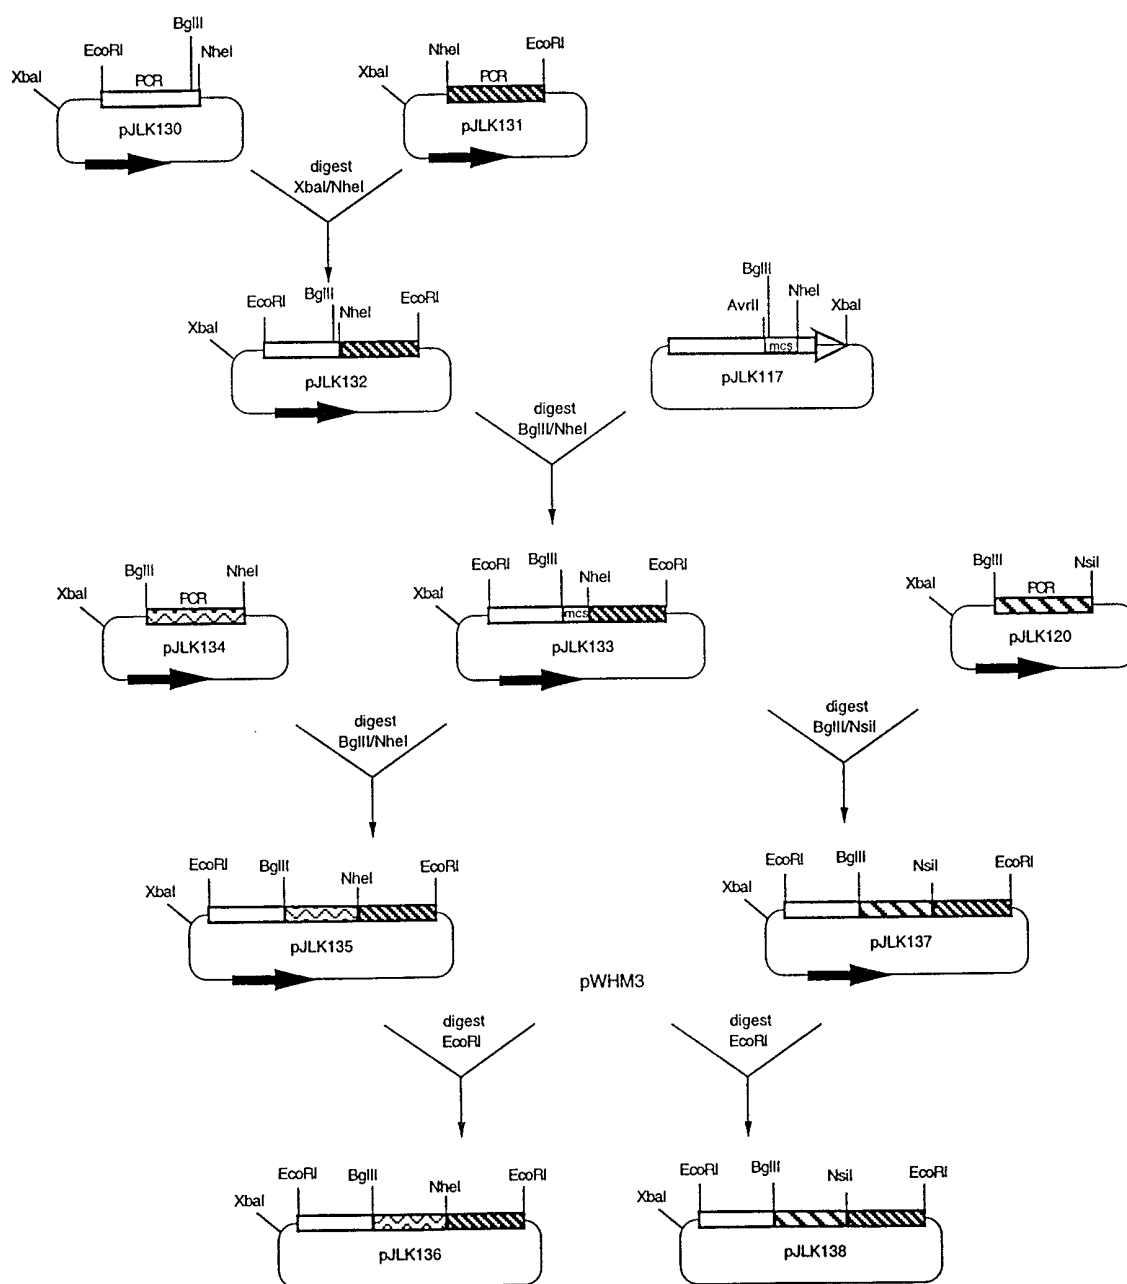 BglII
EcoRI
NheI
XbaI
PCR
pJLK130
NheI
EcoRI
XbaI
PCR
pJLK131
digest
XbaI/NheI
EcoRI
BglII
NheI
EcoRI
XbaI
pJLK132
BglII
NheI
AvrII
XbaI
mcs
pJLK117
digest
BglII/NheI
BglII
NheI
XbaI
PCR
pJLK134
EcoRI
BglII
NheI
EcoRI
XbaI
mcs
pJLK133
BglII
NsiI
XbaI
PCR
pJLK120
digest
BglII/NheI
digest
BglII/NsiI
EcoRI
BglII
NheI
EcoRI
XbaI
pJLK135
EcoRI
BglII
NsiI
EcoRI
XbaI
pJLK137
pWHM3
digest
EcoRI
digest
EcoRI
EcoRI
BglII
NheI
EcoRI
XbaI
pJLK136
EcoRI
BglII
NsiI
EcoRI
XbaI
pJLK138